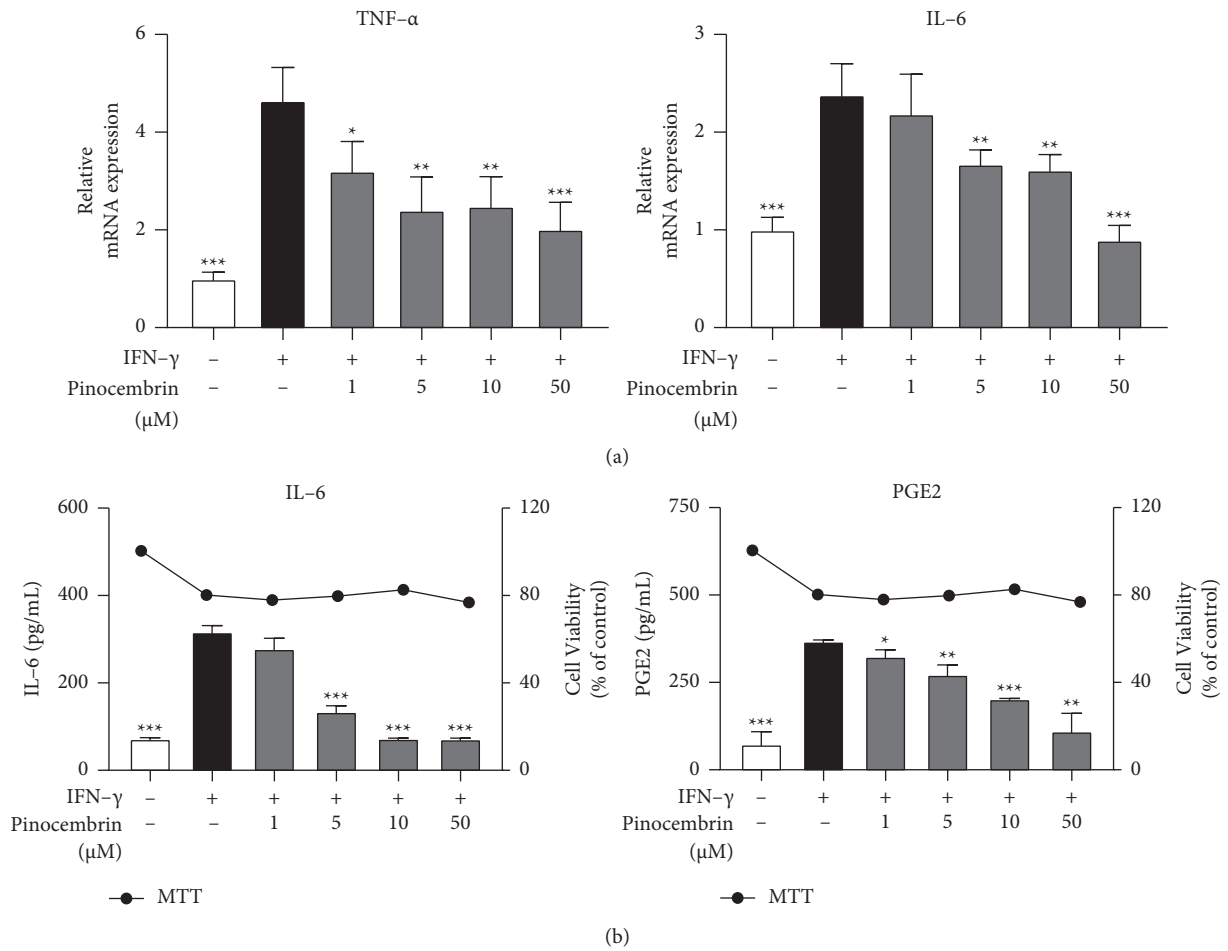 TNF–α
Relative
mRNA expression
6
4
2
0
***
*
**
**
***
IFN–γ – + + + + +
Pinocembrin – – 1 5 10 50
(μM)
IL–6
Relative
mRNA expression
3
2
1
0
***
**
**
***
IFN–γ – + + + + +
Pinocembrin – – 1 5 10 50
(μM)
(a)
IL–6
IL–6 (pg/mL)
600
400
200
0
***
***
***
***
120
80
40
0
Cell Viability
(% of control)
IFN–γ – + + + + +
Pinocembrin – – 1 5 10 50
(μM)
MTT
PGE2
PGE2 (pg/mL)
750
500
250
0
***
*
**
***
**
120
80
40
0
Cell Viability
(% of control)
IFN–γ – + + + + +
Pinocembrin – – 1 5 10 50
(μM)
MTT
(b)